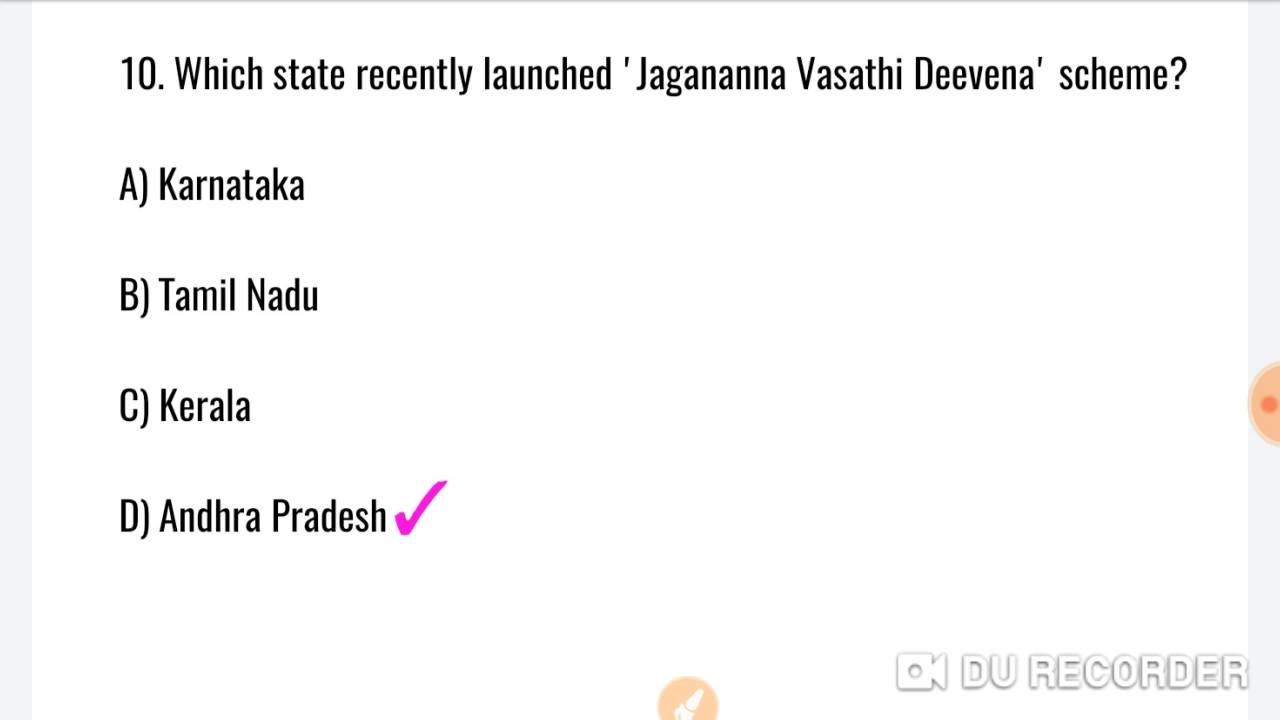 10. Which state recently launched 'Jagananna Vasathi Deevena' scheme?
A) Karnataka
B) Tamil Nadu
C) Kerala
D) Andhra Pradesh
DU RECORDER